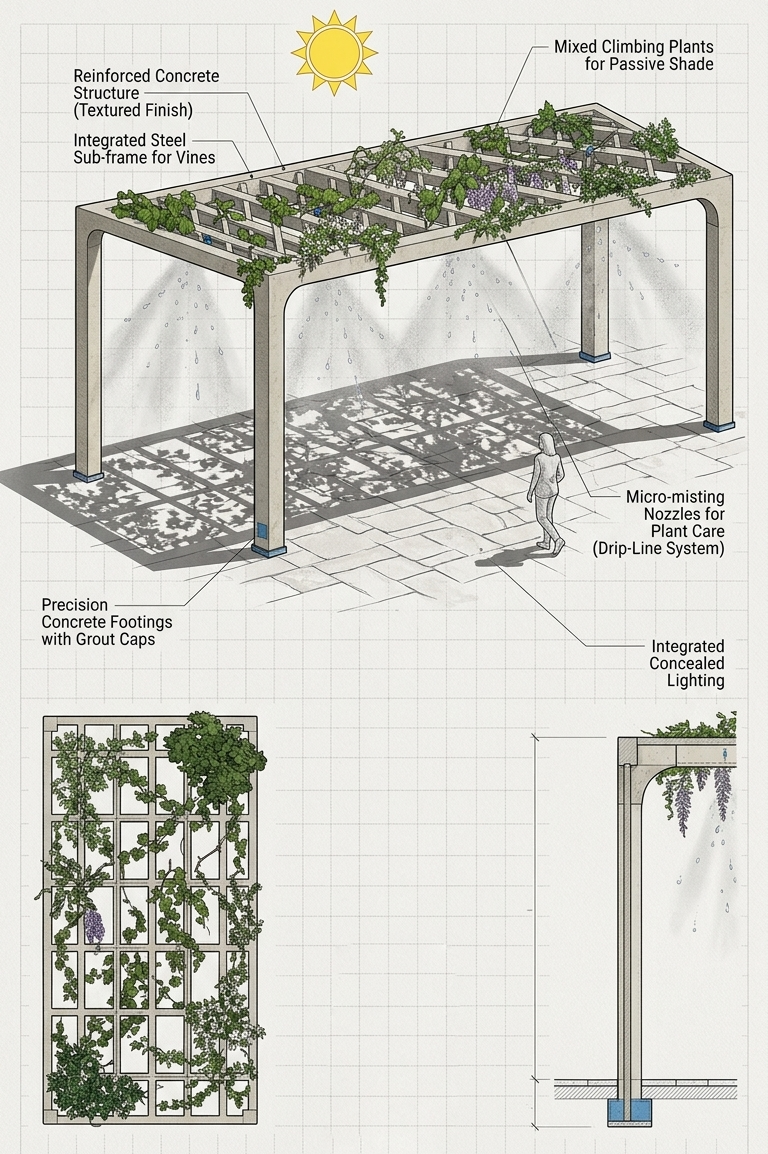 Reinforced Concrete
Structure
(Textured Finish)
Integrated Steel
Sub-frame for Vines
Mixed Climbing Plants
for Passive Shade
Micro-misting
Nozzles for
Plant Care
(Drip-Line System)
Precision
Concrete Footings
with Grout Caps
Integrated
Concealed
Lighting